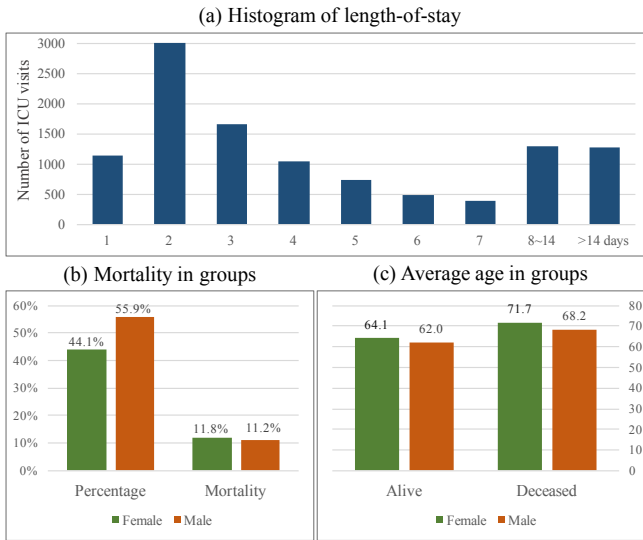 (a) Histogram of length-of-stay
Number of ICU visits
3000
2500
2000
1500
1000
500
0
1 2 3 4 5 6 7 8~14 >14 days
(b) Mortality in groups
60%
50%
40%
30%
20%
10%
0%
44.1% 55.9% 11.8% 11.2%
Percentage Mortality
Female Male
(c) Average age in groups
64.1 62.0 71.7 68.2
80
70
60
50
40
30
20
10
0
Alive Deceased
Female Male